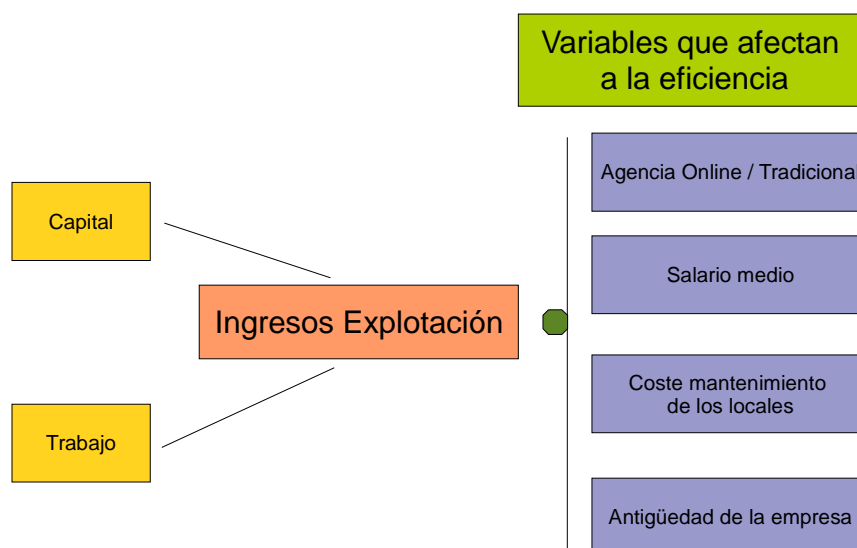 Variables que afectan
a la eficiencia
Agencia Online / Tradicional
Capital
Salario medio
Ingresos Explotación
Coste mantenimiento
de los locales
Trabajo
Antigüedad de la empresa